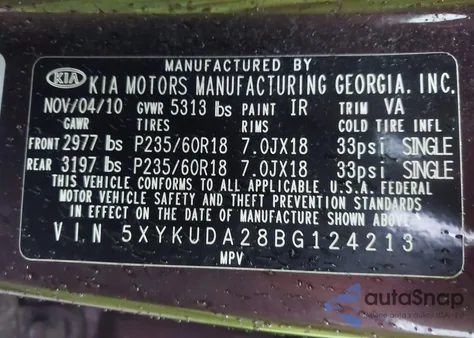 MANUFACTURED BY
KIA KIA MOTORS MANUFACTURING GEORGIA, INC.
NOV/04/10 GVWR 5313 lbs PAINT IR TRIM VA
GAWR TIRES RIMS COLD TIRE INFL
FRONT 2977 lbs P235/60R18 7.0JX18 33psi SINGLE
REAR 3197 lbs P235/60R18 7.0JX18 33psi SINGLE
THIS VEHICLE CONFORMS TO ALL APPLICABLE U.S.A. FEDERAL
MOTOR VEHICLE SAFETY AND THEFT PREVENTION STANDARDS
IN EFFECT ON THE DATE OF MANUFACTURE SHOWN ABOVE.
VIN 5XYKUDA28BG124213
MPV
autoSnap